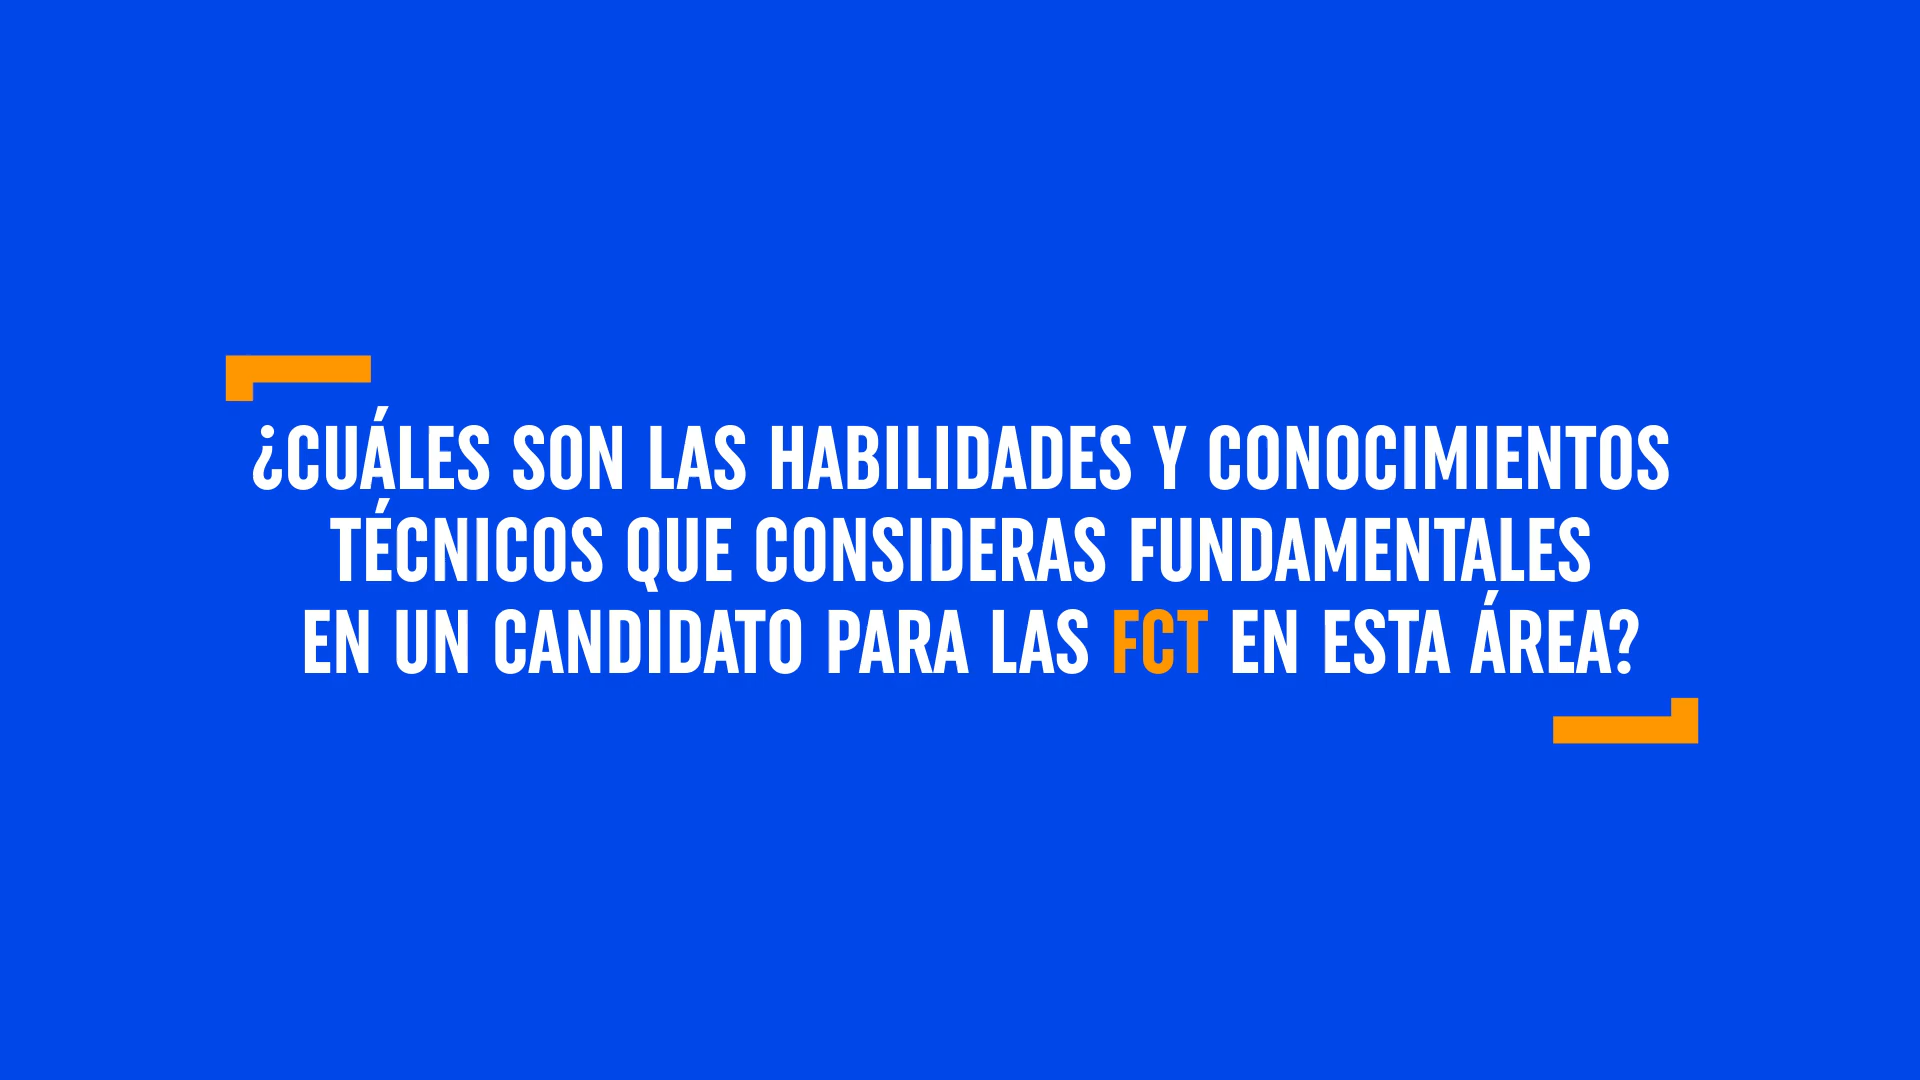 ¿CUÁLES SON LAS HABILIDADES Y CONOCIMIENTOS
TÉCNICOS QUE CONSIDERAS FUNDAMENTALES
EN UN CANDIDATO PARA LAS FCT EN ESTA ÁREA?